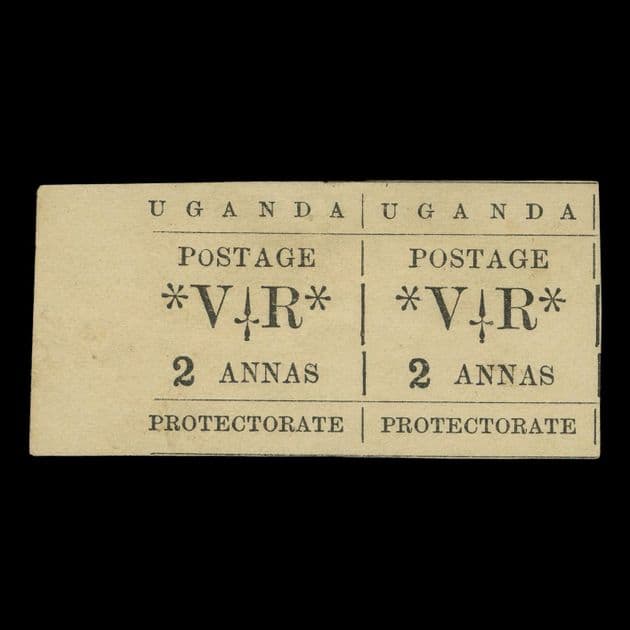 UGANDA UGANDA
POSTAGE POSTAGE
*V R* *V R*
2 ANNAS 2 ANNAS
PROTECTORATE PROTECTORATE